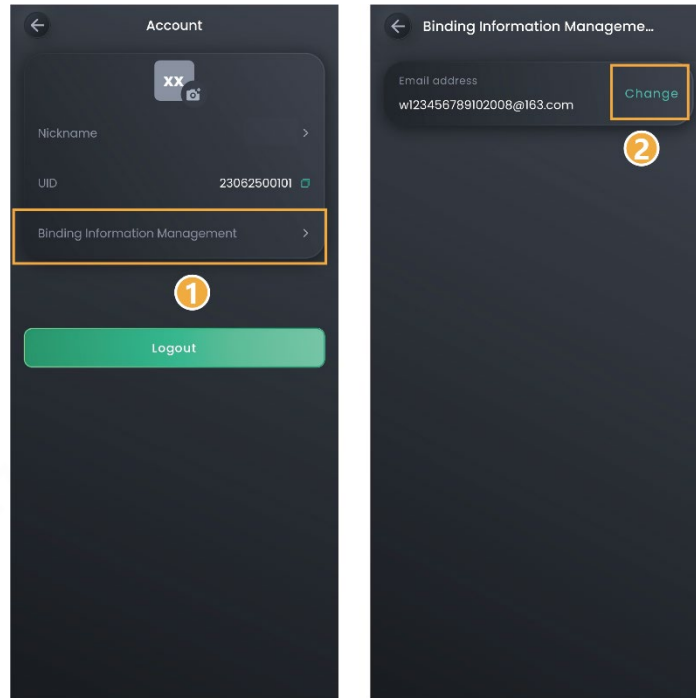 Account
xx
Nickname
UID 23062500101
Binding Information Management
1
Logout
Binding Information Manageme...
Email address
w123456789102008@163.com
Change
2